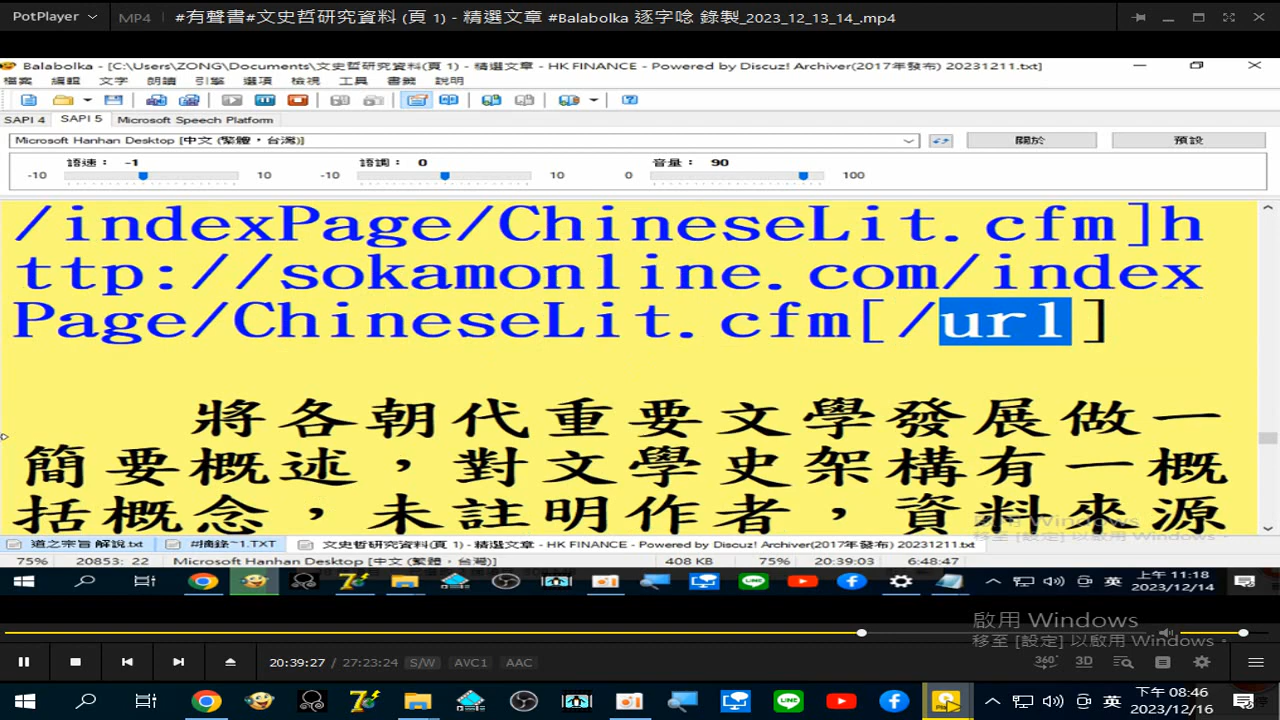 PotPlayer MP4 #有聲書#文史哲研究資料 (頁 1) - 精選文章 #Balabolka 逐字唸 錄製_2023_12_13_14_.mp4
Balabolka - [C:\Users\ZONG\Documents\文史哲研究資料(頁 1) - 精選文章 - HK FINANCE - Powered by Discuz! Archiver(2017年發布) 20231211.txt]
檔案 編輯 文字 朗讀 引擎 選項 檢視 工具 書籤 說明
SAPI 4 SAPI 5 Microsoft Speech Platform
Microsoft Hanhan Desktop [中文 (繁體，台灣)] 關於 預設
語速： -1 語調： 0 音量： 90
-10 10 -10 10 0 100
/indexPage/ChineseLit.cfm]h
ttp://sokamonline.com/index
Page/ChineseLit.cfm[/url]
將各朝代重要文學發展做一
簡要概述，對文學史架構有一概
括概念，未註明作者，資料來源
啟用 Windows
移至 [設定] 以啟用 Windows。
道之宗旨 解說.txt #摘錄~1.TXT 文史哲研究資料(頁 1) - 精選文章 - HK FINANCE - Powered by Discuz! Archiver(2017年發布) 20231211.txt
75% 20853: 22 Microsoft Hanhan Desktop [中文 (繁體，台灣)] 408 KB 75% 20:39:03 6:48:47
英 上午 11:18
2023/12/14
啟用 Windows
移至 [設定] 以啟用 Windows。
20:39:27 / 27:23:24 S/W AVC1 AAC 360° 3D
英 下午 08:46
2023/12/16